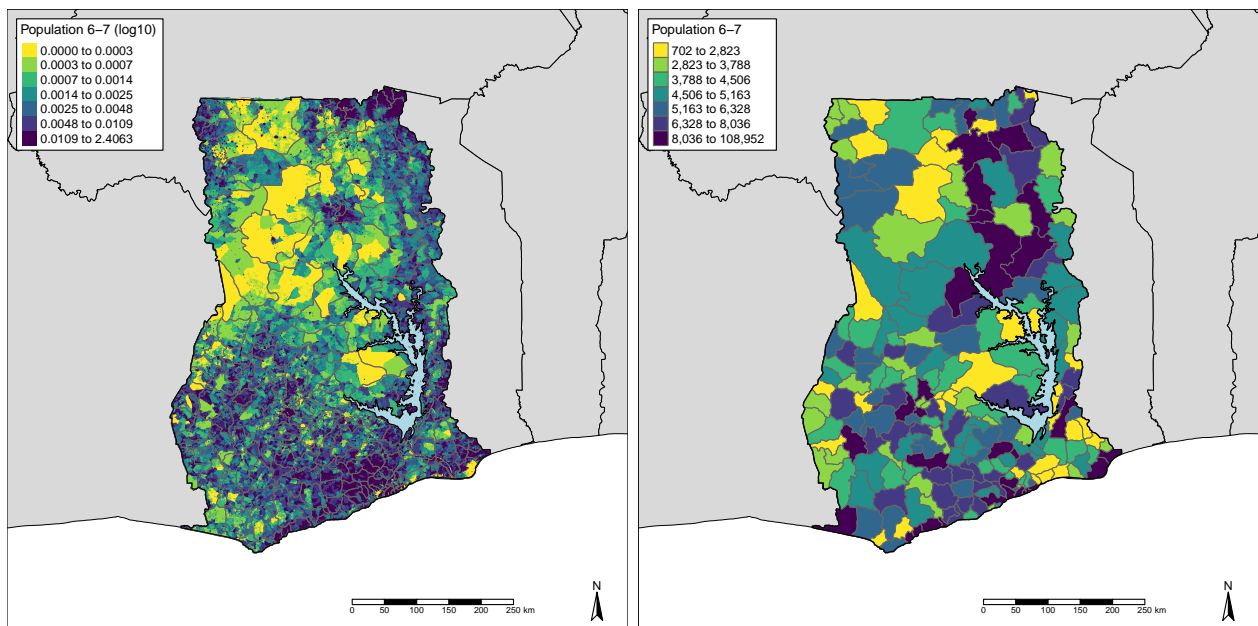 Population 6−7 (log10)
0.0000 to 0.0003
0.0003 to 0.0007
0.0007 to 0.0014
0.0014 to 0.0025
0.0025 to 0.0048
0.0048 to 0.0109
0.0109 to 2.4063
N
0 50 100 150 200 250 km
Population 6−7
702 to 2,823
2,823 to 3,788
3,788 to 4,506
4,506 to 5,163
5,163 to 6,328
6,328 to 8,036
8,036 to 108,952
N
0 50 100 150 200 250 km